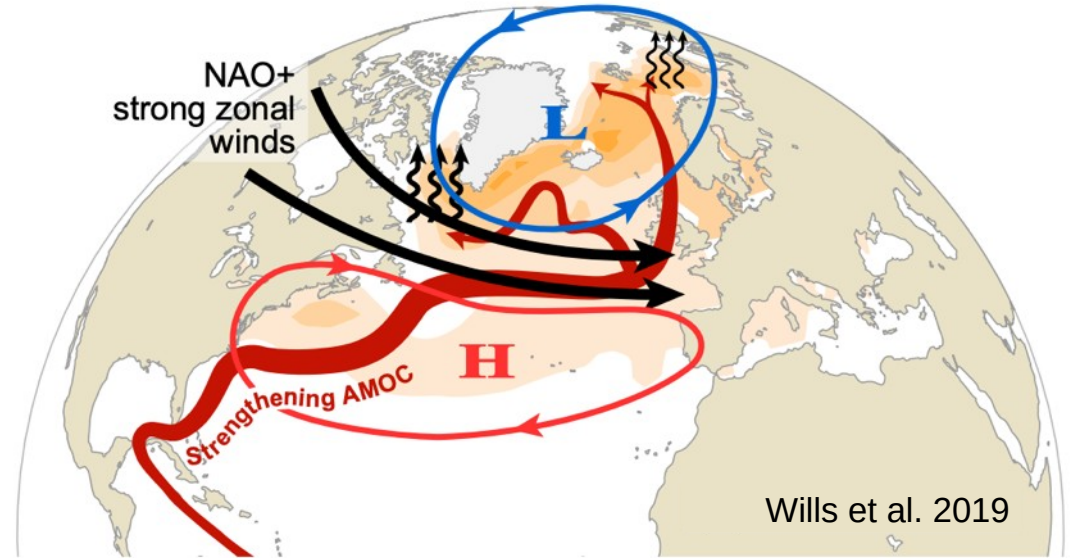 NAO+
strong zonal
winds
L
H
Strengthening AMOC
Wills et al. 2019